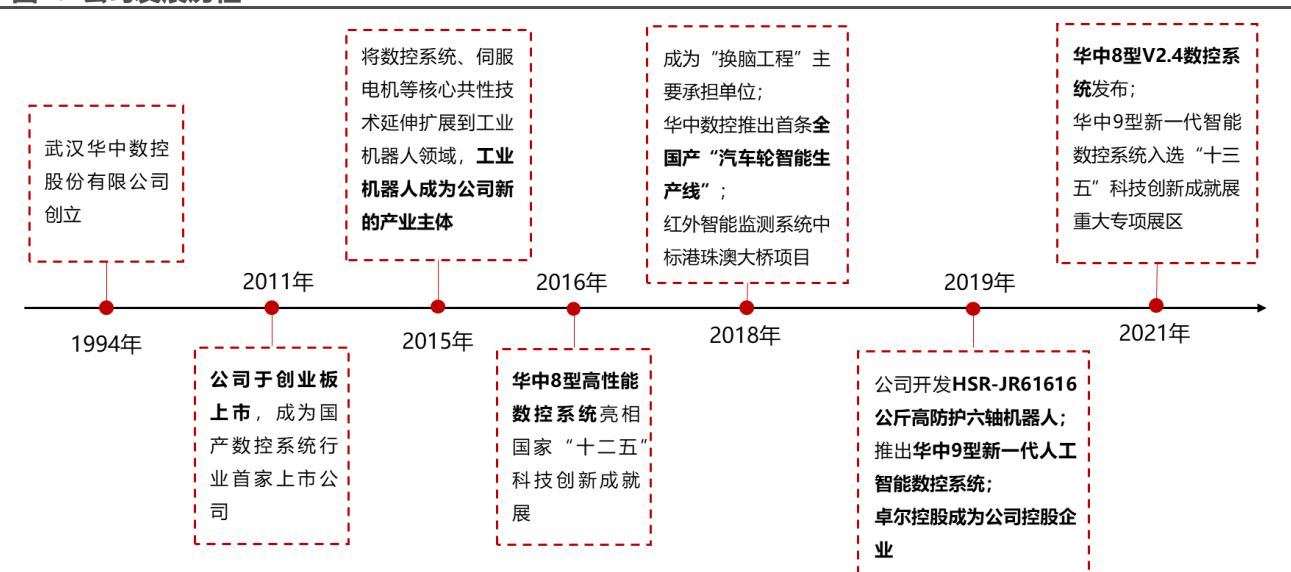 武汉华中数控
股份有限公司
创立
1994年
2011年
公司于创业板
上市，成为国
产数控系统行
业首家上市公
司
将数控系统、伺服
电机等核心共性技
术延伸扩展到工业
机器人领域，工业
机器人成为公司新
的产业主体
2015年
2016年
华中8型高性能
数控系统亮相
国家“十二五”
科技创新成就
展
成为“换脑工程”主
要承担单位；
华中数控推出首条全
国产“汽车轮智能生
产线”；
红外智能监测系统中
标港珠澳大桥项目
2018年
2019年
公司开发HSR-JR61616
公斤高防护六轴机器人；
推出华中9型新一代人工
智能数控系统；
卓尔控股成为公司控股企
业
华中8型V2.4数控系
统发布；
华中9型新一代智能
数控系统入选“十三
五”科技创新成就展
重大专项展区
2021年